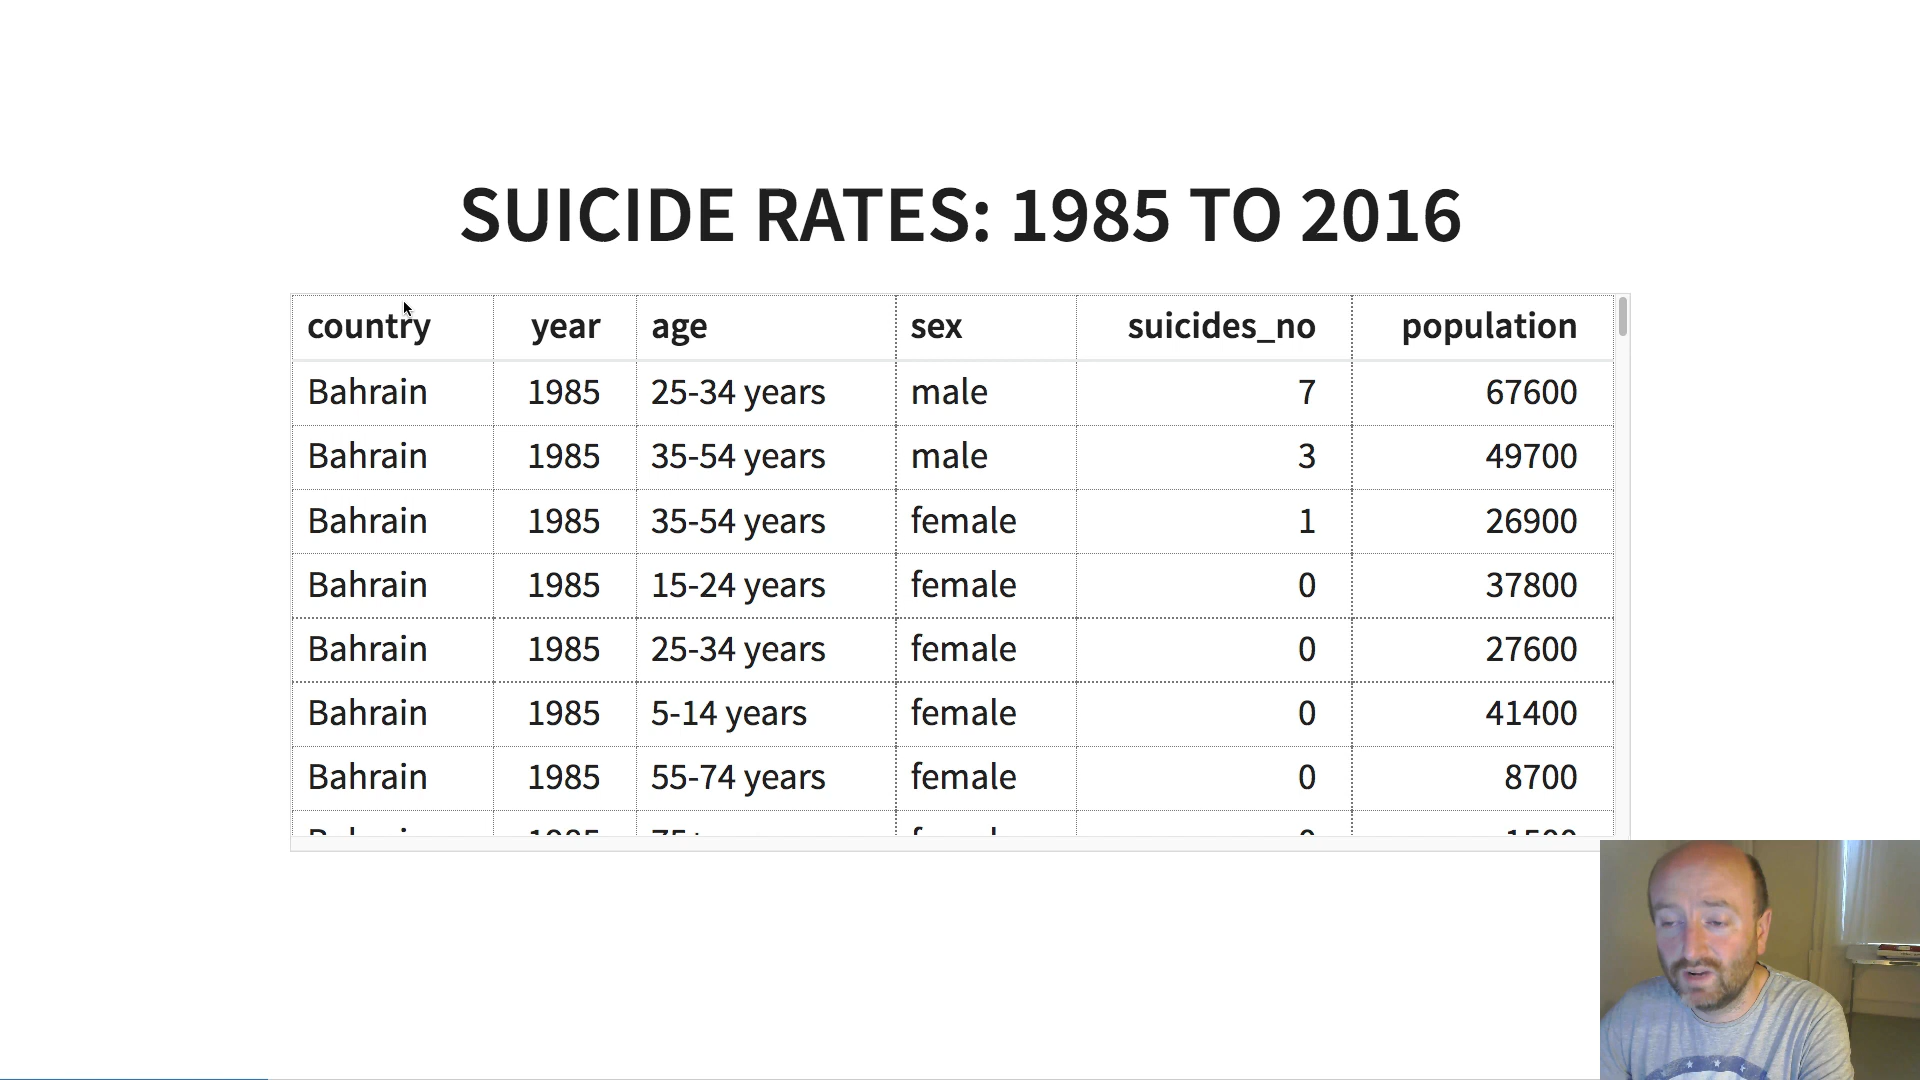 SUICIDE RATES: 1985 TO 2016
country year age sex suicides_no population
Bahrain 1985 25-34 years male 7 67600
Bahrain 1985 35-54 years male 3 49700
Bahrain 1985 35-54 years female 1 26900
Bahrain 1985 15-24 years female 0 37800
Bahrain 1985 25-34 years female 0 27600
Bahrain 1985 5-14 years female 0 41400
Bahrain 1985 55-74 years female 0 8700